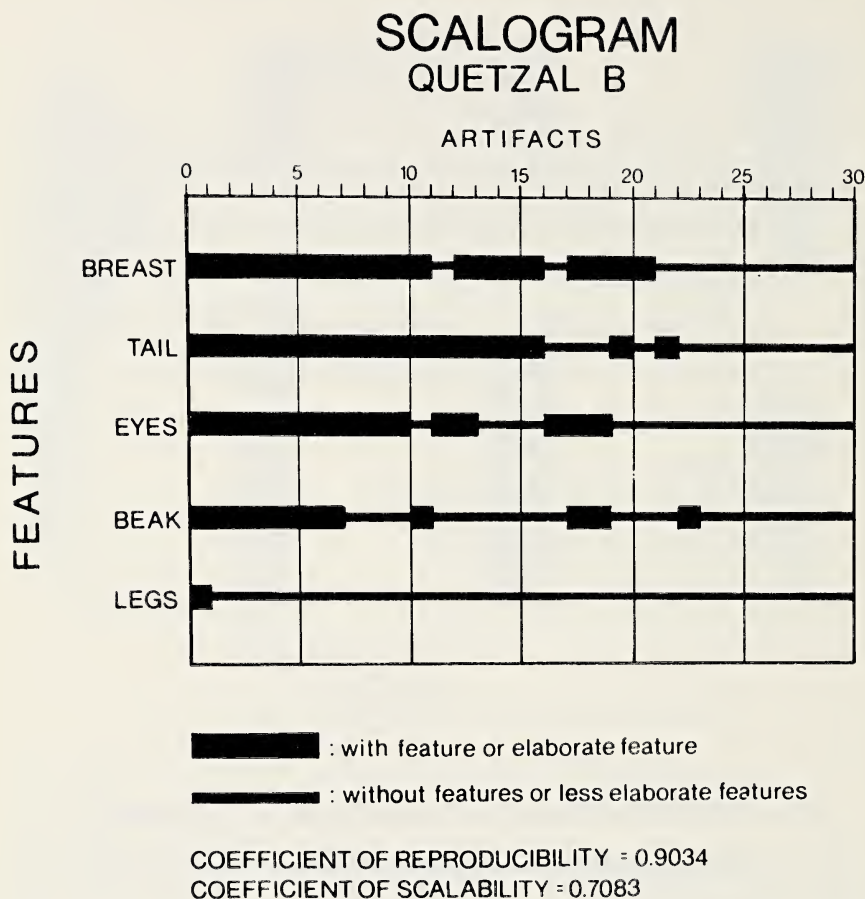 SCALOGRAM
QUETZAL B
ARTIFACTS
0 5 10 15 20 25 30
FEATURES
BREAST
TAIL
EYES
BEAK
LEGS
: with feature or elaborate feature
: without features or less elaborate features
COEFFICIENT OF REPRODUCIBILITY = 0.9034
COEFFICIENT OF SCALABILITY = 0.7083